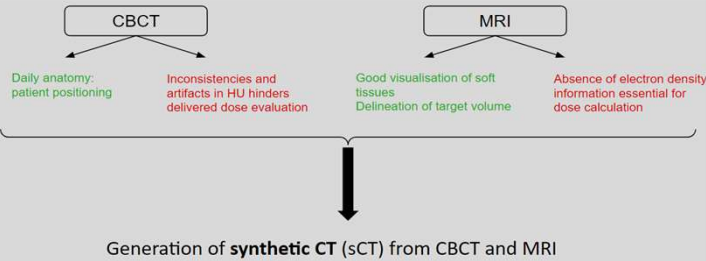 CBCT
MRI
Daily anatomy:
patient positioning
Inconsistencies and
artifacts in HU hinders
delivered dose evaluation
Good visualisation of soft
tissues
Delineation of target volume
Absence of electron density
information essential for
dose calculation
Generation of synthetic CT (sCT) from CBCT and MRI